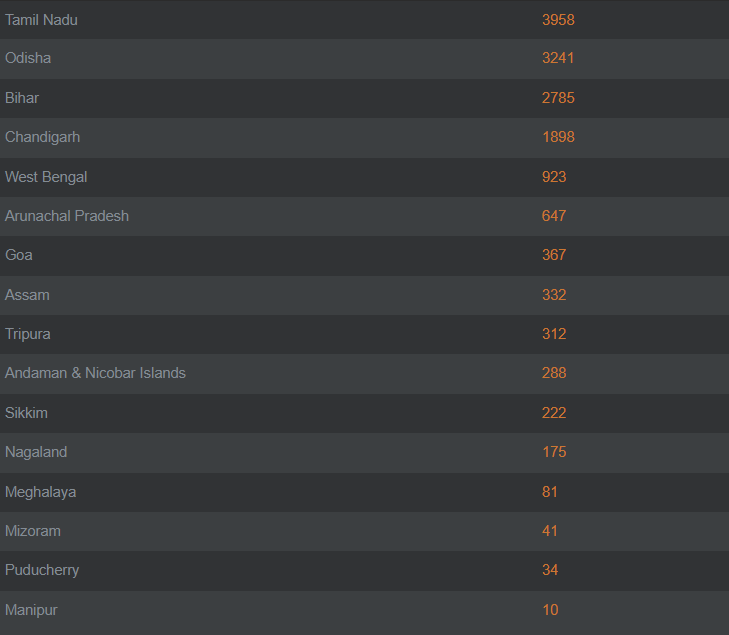 Tamil Nadu 3958
Odisha 3241
Bihar 2785
Chandigarh 1898
West Bengal 923
Arunachal Pradesh 647
Goa 367
Assam 332
Tripura 312
Andaman & Nicobar Islands 288
Sikkim 222
Nagaland 175
Meghalaya 81
Mizoram 41
Puducherry 34
Manipur 10